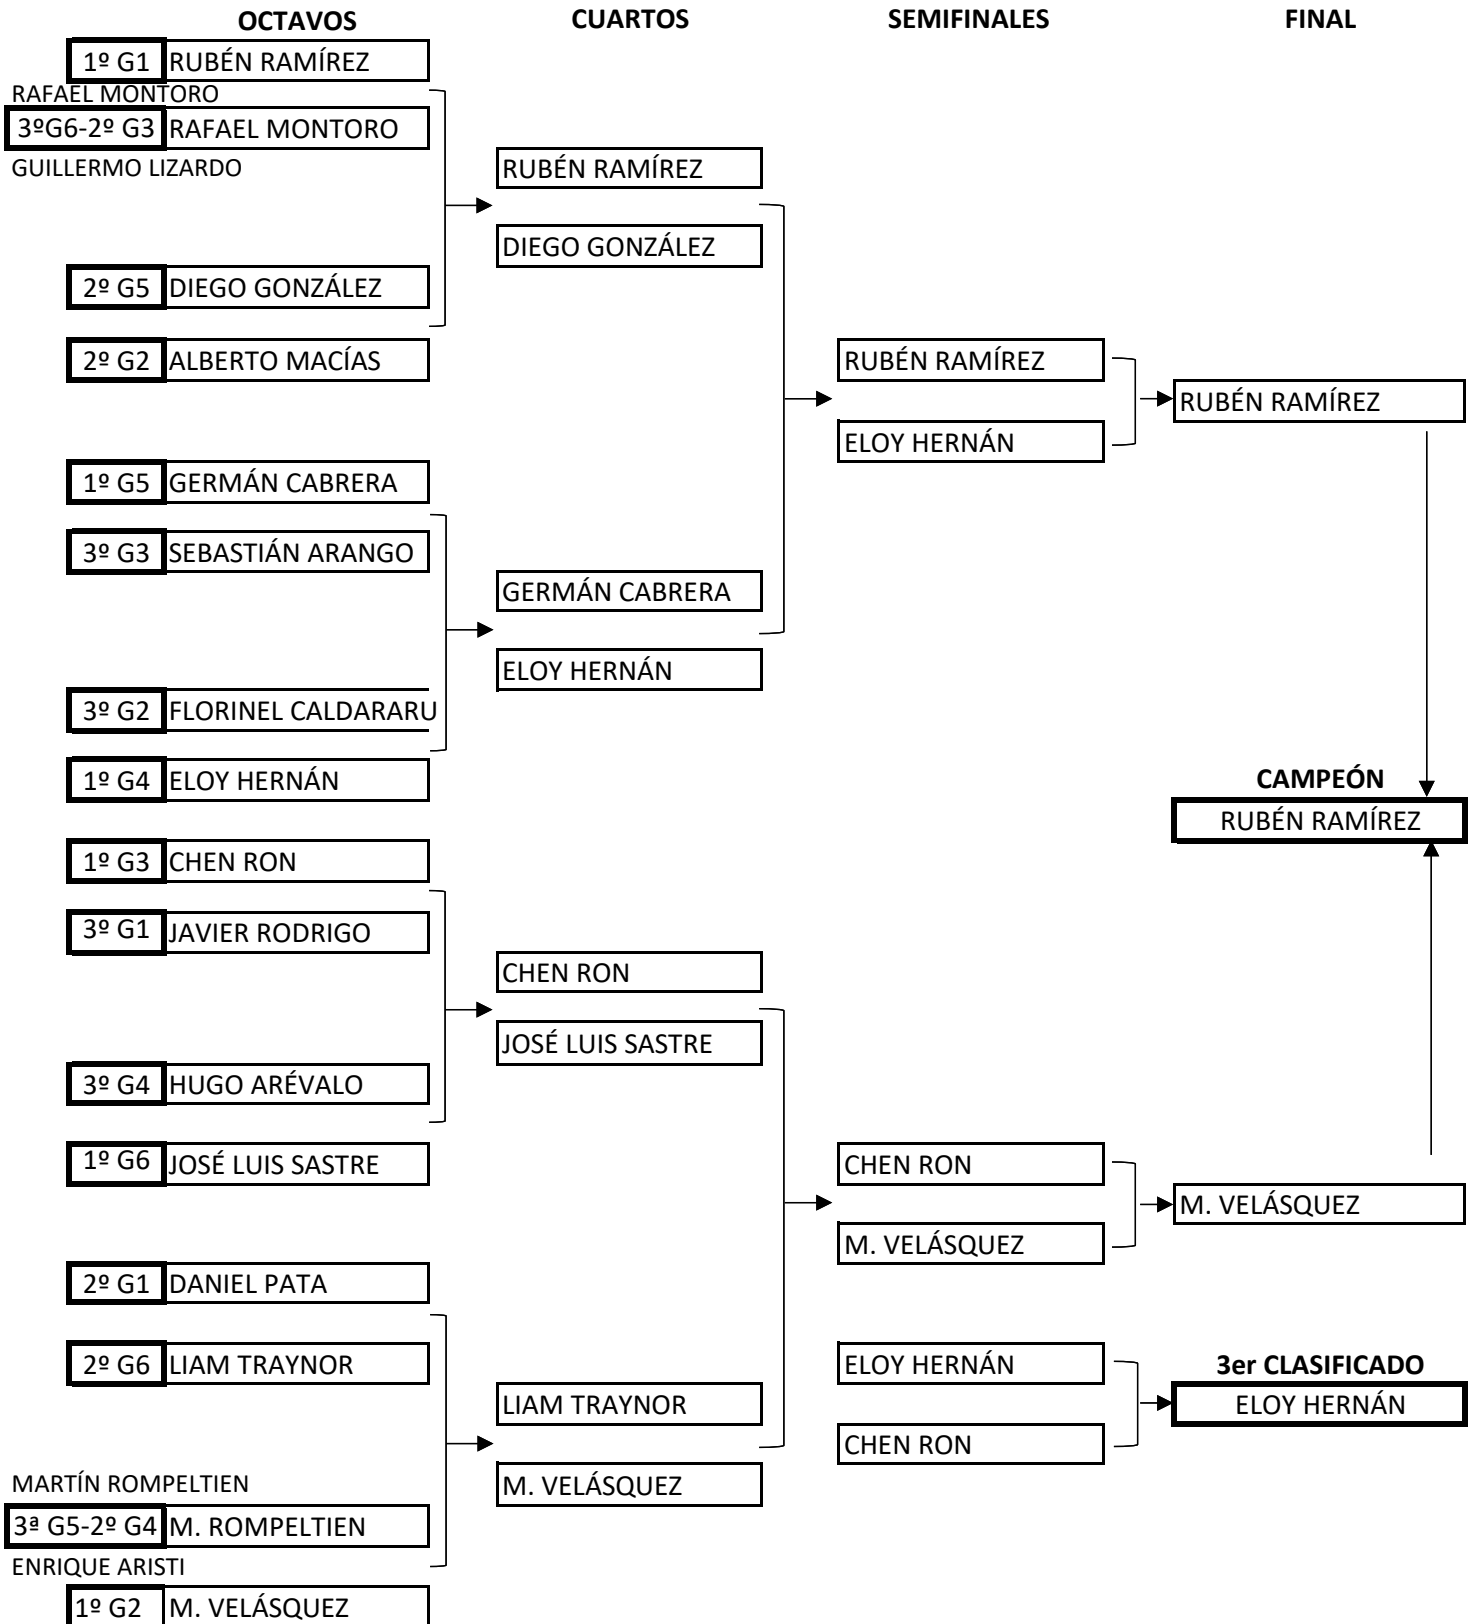 OCTAVOS CUARTOS SEMIFINALES FINAL
1º G1 RUBÉN RAMÍREZ
RAFAEL MONTORO
3ºG6-2º G3 RAFAEL MONTORO
GUILLERMO LIZARDO
RUBÉN RAMÍREZ
DIEGO GONZÁLEZ
2º G5 DIEGO GONZÁLEZ
2º G2 ALBERTO MACÍAS
RUBÉN RAMÍREZ
RUBÉN RAMÍREZ
ELOY HERNÁN
1º G5 GERMÁN CABRERA
3º G3 SEBASTIÁN ARANGO
GERMÁN CABRERA
ELOY HERNÁN
3º G2 FLORINEL CALDARARU
1º G4 ELOY HERNÁN
CAMPEÓN
RUBÉN RAMÍREZ
1º G3 CHEN RON
3º G1 JAVIER RODRIGO
CHEN RON
JOSÉ LUIS SASTRE
3º G4 HUGO ARÉVALO
1º G6 JOSÉ LUIS SASTRE
CHEN RON
M. VELÁSQUEZ
M. VELÁSQUEZ
2º G1 DANIEL PATA
2º G6 LIAM TRAYNOR
ELOY HERNÁN
3er CLASIFICADO
ELOY HERNÁN
LIAM TRAYNOR
CHEN RON
M. VELÁSQUEZ
MARTÍN ROMPELTIEN
3ª G5-2º G4 M. ROMPELTIEN
ENRIQUE ARISTI
1º G2 M. VELÁSQUEZ